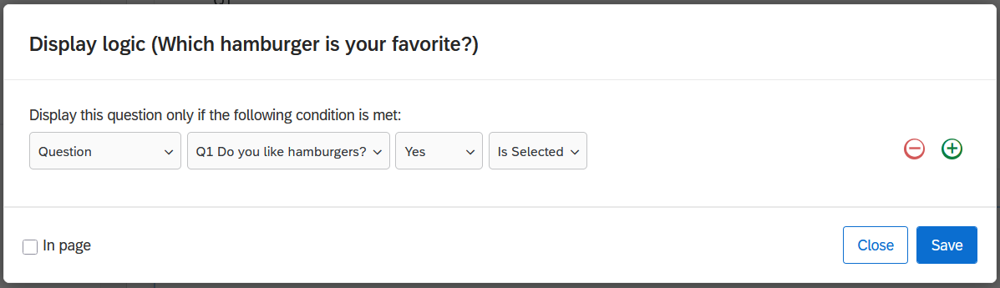 Display logic (Which hamburger is your favorite?)
Display this question only if the following condition is met:
Question Q1 Do you like hamburgers? Yes Is Selected
In page Close Save